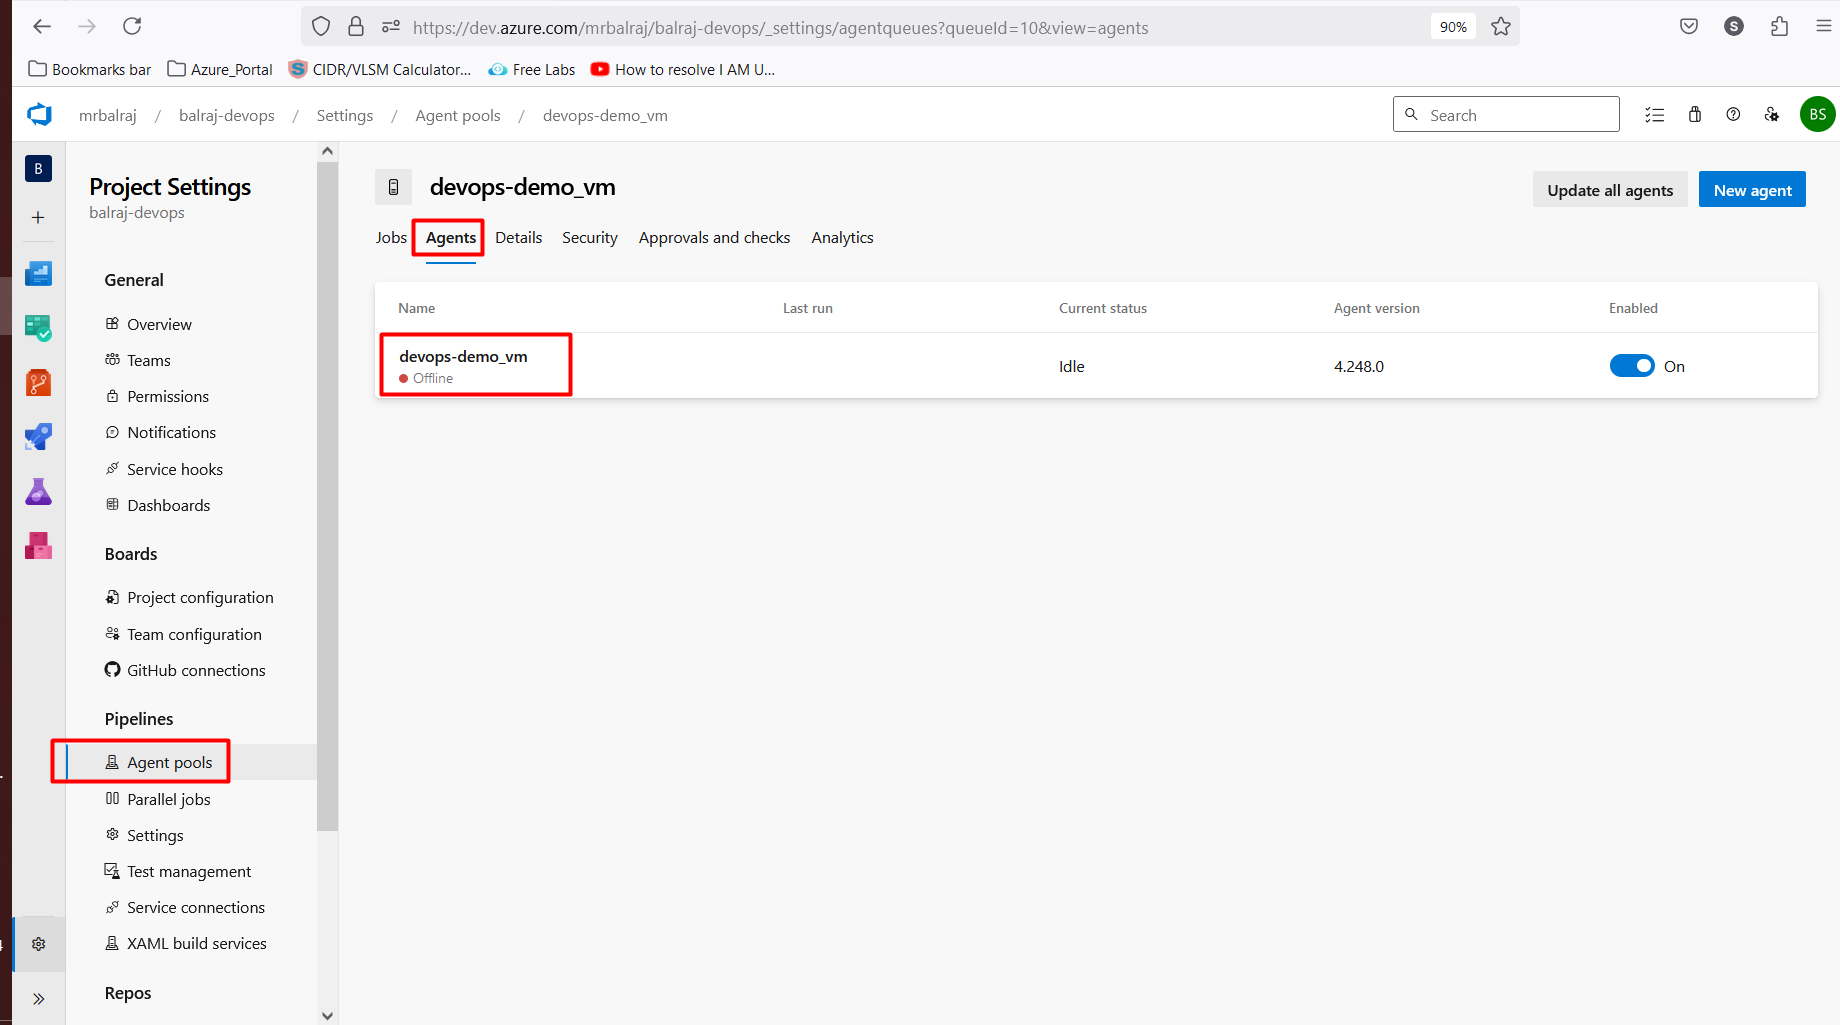 https://dev.azure.com/mrbalraj/balraj-devops/_settings/agentqueues?queueId=10&view=agents
90%
S
Bookmarks bar
Azure_Portal
S CIDR/VLSM Calculator...
Free Labs
How to resolve I AM U...
mrbalraj / balraj-devops / Settings / Agent pools / devops-demo_vm
Search
BS
B
Project Settings
balraj-devops
General
Overview
Teams
Permissions
Notifications
Service hooks
Dashboards
Boards
Project configuration
Team configuration
GitHub connections
Pipelines
Agent pools
Parallel jobs
Settings
Test management
Service connections
XAML build services
Repos
devops-demo_vm
Update all agents
New agent
Jobs Agents Details Security Approvals and checks Analytics
Name Last run Current status Agent version Enabled
devops-demo_vm
Offline
Idle
4.248.0
On